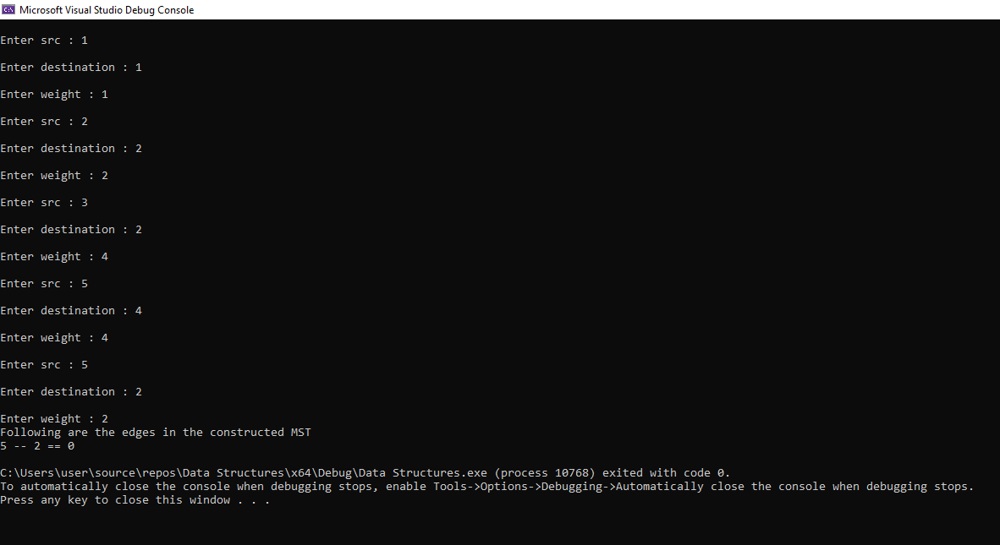 Microsoft Visual Studio Debug Console
Enter src : 1
Enter destination : 1
Enter weight : 1
Enter src : 2
Enter destination : 2
Enter weight : 2
Enter src : 3
Enter destination : 2
Enter weight : 4
Enter src : 5
Enter destination : 4
Enter weight : 4
Enter src : 5
Enter destination : 2
Enter weight : 2
Following are the edges in the constructed MST
5 -- 2 == 0
C:\Users\user\source\repos\Data Structures\x64\Debug\Data Structures.exe (process 10768) exited with code 0.
To automatically close the console when debugging stops, enable Tools->Options->Debugging->Automatically close the console when debugging stops.
Press any key to close this window . . .